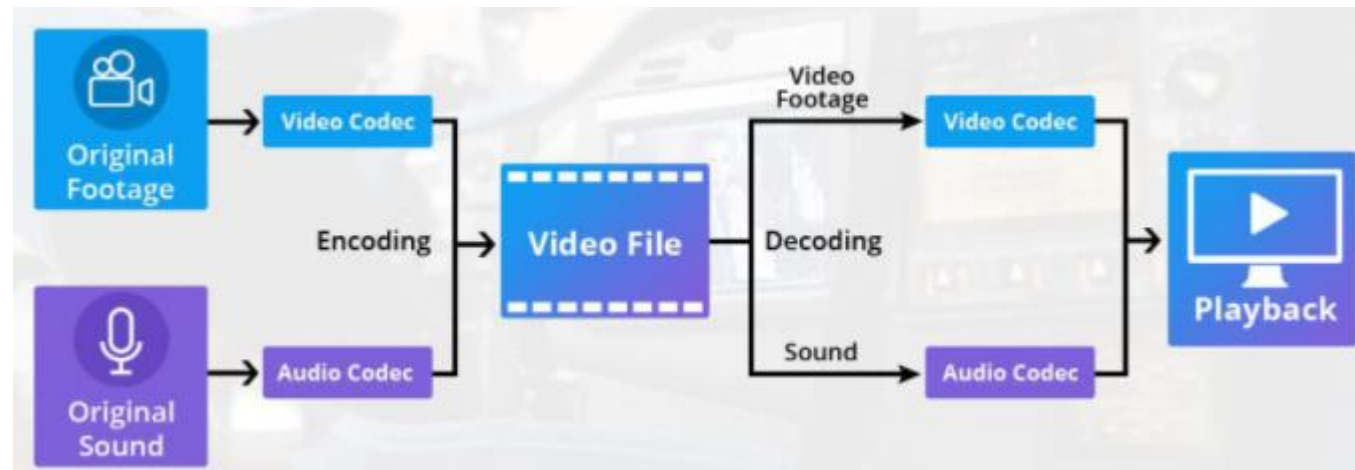 Original
Footage
Video Codec
Encoding
Original
Sound
Audio Codec
Video File
Video
Footage
Decoding
Sound
Video Codec
Audio Codec
Playback